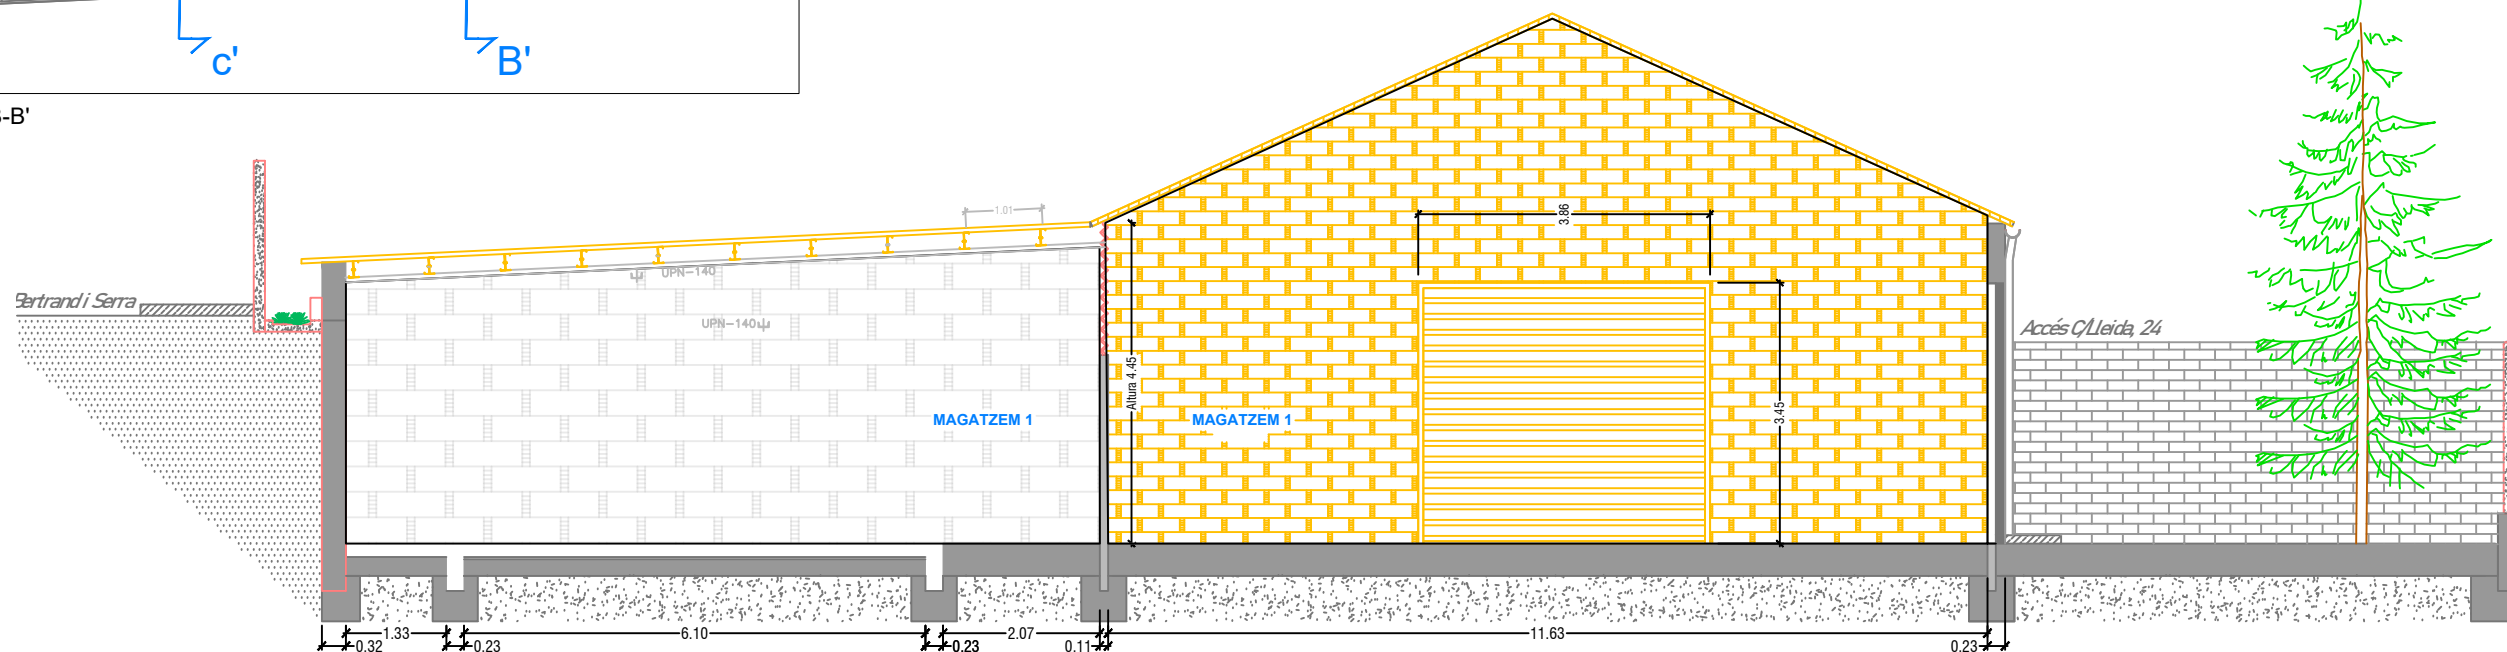 c'
B'
B-B'
1.01
3.86
UPN-140
Bertrand i Serra
UPN-140
Accés C/Lleida, 24
Altura 4.45
3.45
MAGATZEM 1
MAGATZEM 1
1.33
6.10
2.07
11.63
0.32
0.23
0.23
0.11
0.23